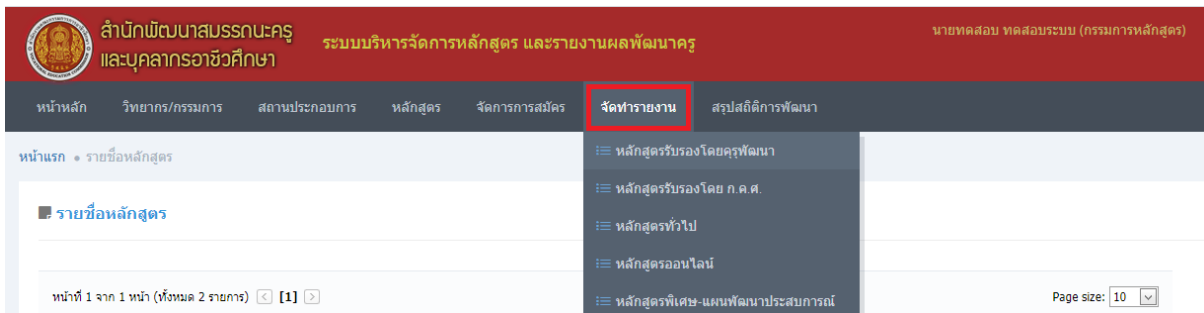 สำนักพัฒนาสมรรถนะครู
และบุคลากรอาชีวศึกษา
ระบบบริหารจัดการหลักสูตร และรายงานผลพัฒนาครู
นายทดสอบ ทดสอบระบบ (กรรมการหลักสูตร)
หน้าหลัก วิทยากร/กรรมการ สถานประกอบการ หลักสูตร จัดการการสมัคร จัดทำรายงาน สรุปสถิติการพัฒนา
หน้าแรก • รายชื่อหลักสูตร
หลักสูตรรับรองโดยคุรุพัฒนา
หลักสูตรรับรองโดย ก.ค.ศ.
รายชื่อหลักสูตร
หลักสูตรทั่วไป
หลักสูตรออนไลน์
หน้าที่ 1 จาก 1 หน้า (ทั้งหมด 2 รายการ) < [1] >
หลักสูตรพิเศษ-แผนพัฒนาประสบการณ์
Page size: 10